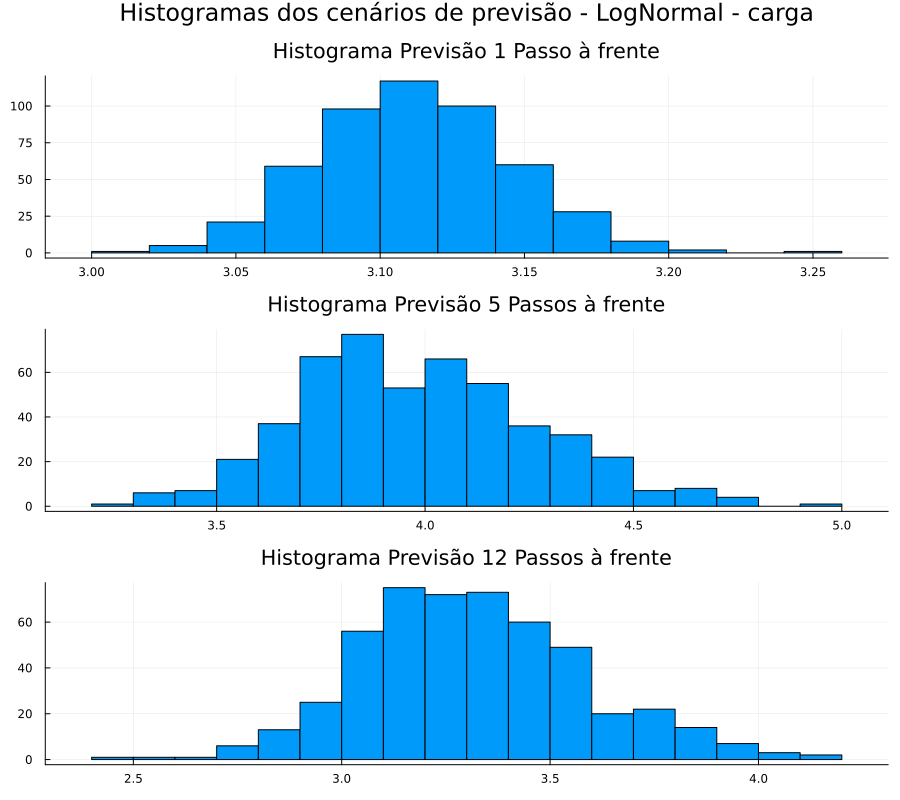 Histogramas dos cenários de previsão - LogNormal - carga
Histograma Previsão 1 Passo à frente
100
75
50
25
0
3.00 3.05 3.10 3.15 3.20 3.25
Histograma Previsão 5 Passos à frente
60
40
20
0
3.5 4.0 4.5 5.0
Histograma Previsão 12 Passos à frente
60
40
20
0
2.5 3.0 3.5 4.0